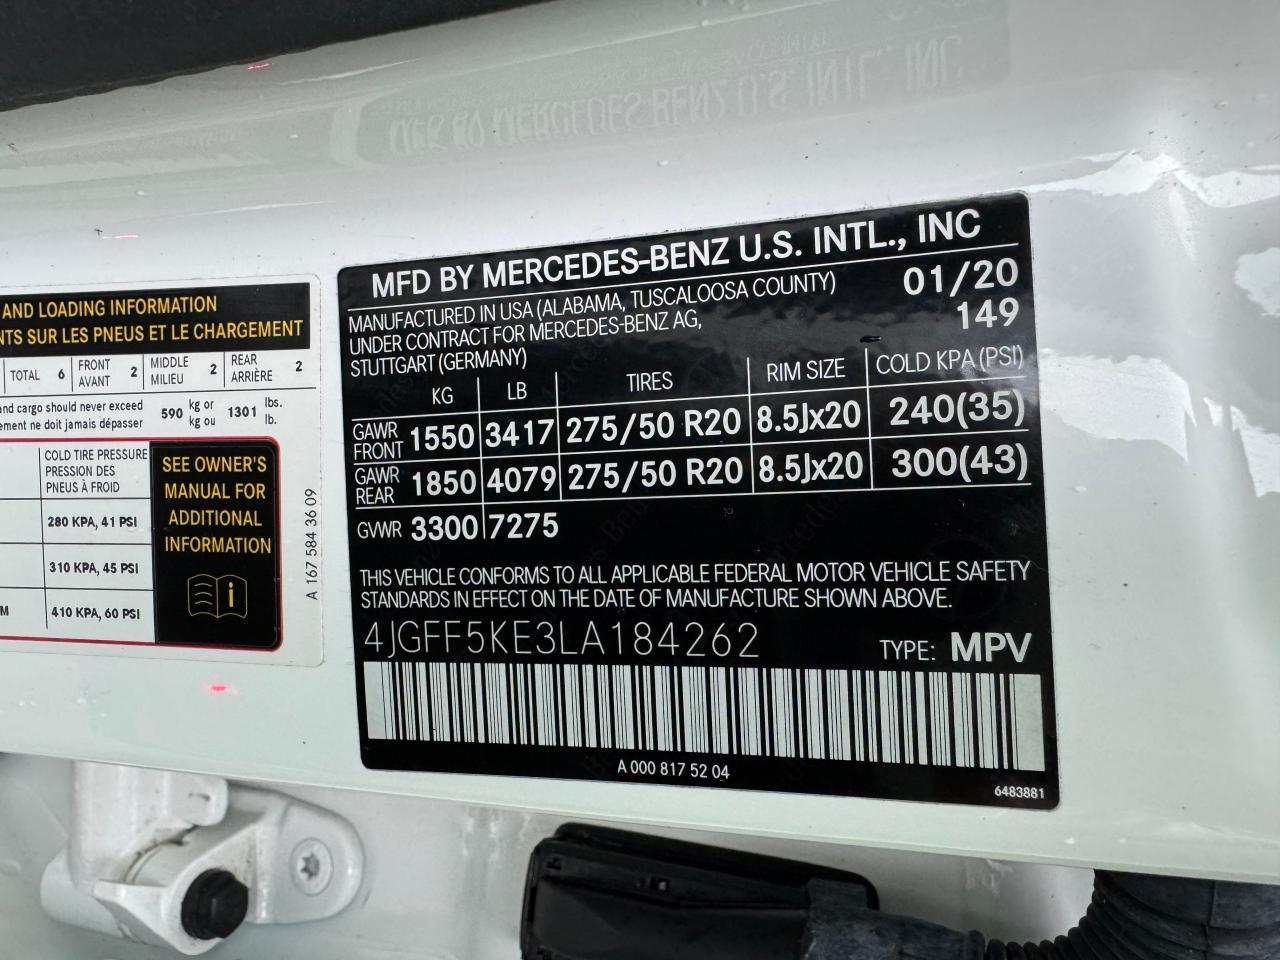 AND LOADING INFORMATION
NTS SUR LES PNEUS ET LE CHARGEMENT
TOTAL 6 FRONT AVANT 2 MIDDLE MILIEU 2 REAR ARRIÈRE 2
and cargo should never exceed 590 kg or 1301 lbs.
ement ne doit jamais dépasser kg ou lb.
COLD TIRE PRESSURE
PRESSION DES
PNEUS À FROID
280 KPA, 41 PSI
310 KPA, 45 PSI
M 410 KPA, 60 PSI
SEE OWNER'S
MANUAL FOR
ADDITIONAL
INFORMATION
i
A 167 584 36 09
MFD BY MERCEDES-BENZ U.S. INTL., INC
MANUFACTURED IN USA (ALABAMA, TUSCALOOSA COUNTY) 01/20
UNDER CONTRACT FOR MERCEDES-BENZ AG, 149
STUTTGART (GERMANY)
KG LB TIRES RIM SIZE COLD KPA (PSI)
GAWR FRONT 1550 3417 275/50 R20 8.5Jx20 240(35)
GAWR REAR 1850 4079 275/50 R20 8.5Jx20 300(43)
GVWR 3300 7275
THIS VEHICLE CONFORMS TO ALL APPLICABLE FEDERAL MOTOR VEHICLE SAFETY
STANDARDS IN EFFECT ON THE DATE OF MANUFACTURE SHOWN ABOVE.
4JGFF5KE3LA184262 TYPE: MPV
A 000 817 52 04
6483881